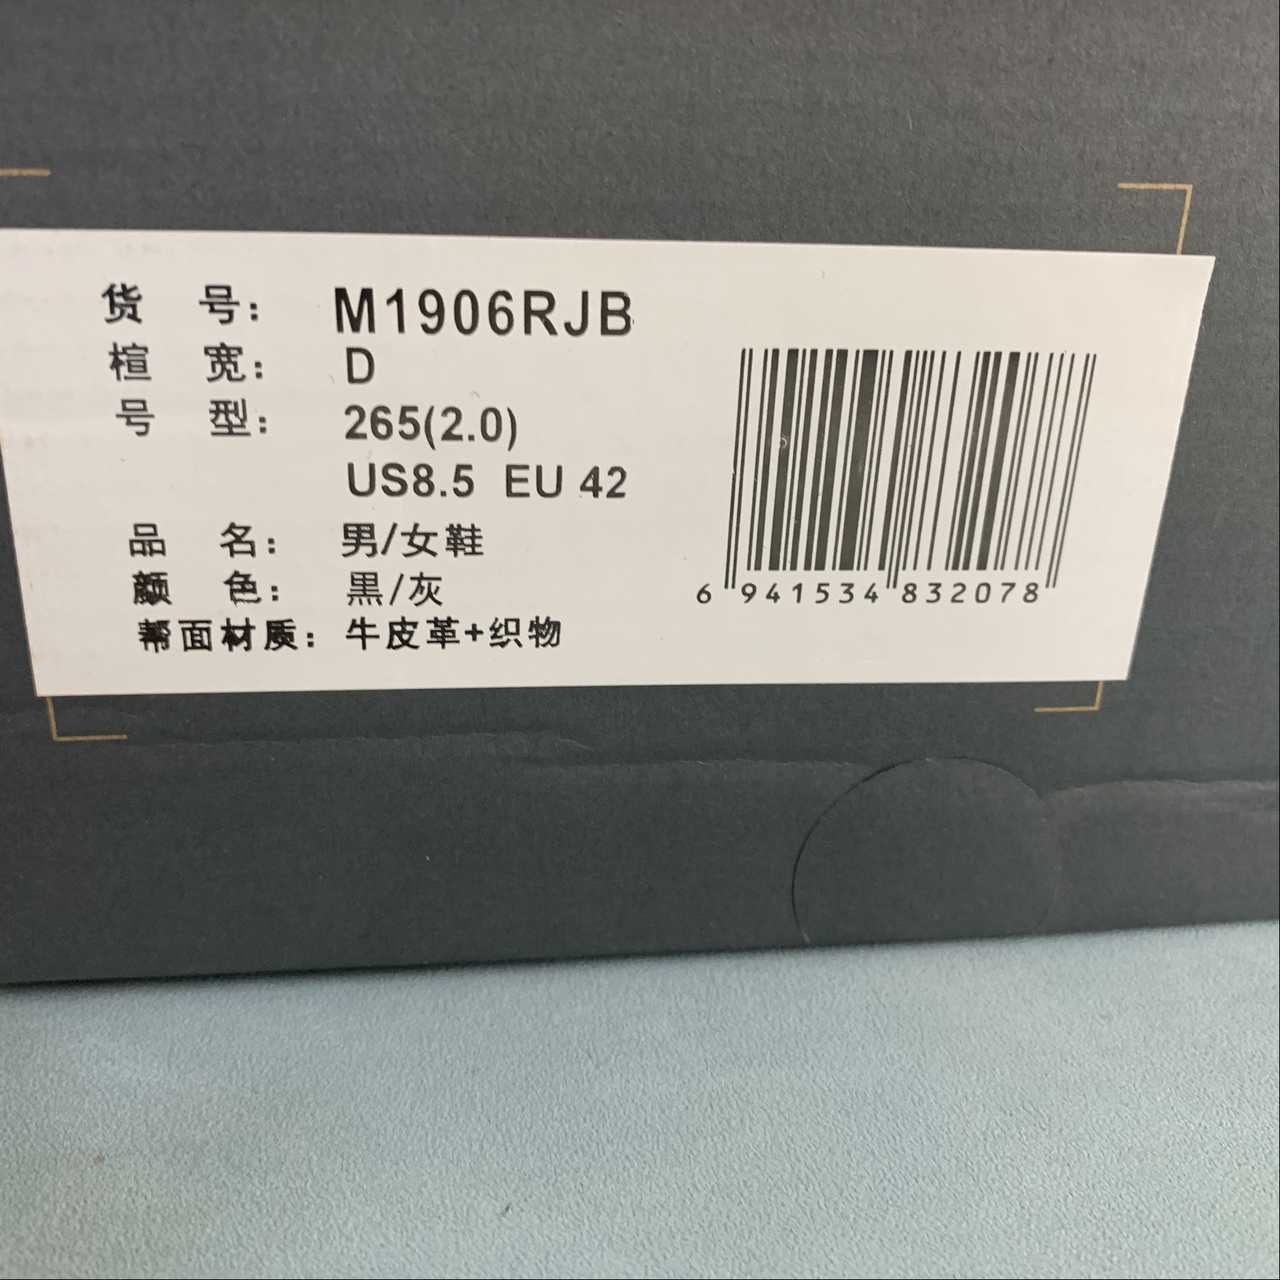 货 号: M1906RJB
楦 宽: D
号 型: 265(2.0)
US8.5 EU 42
品 名: 男/女鞋
颜 色: 黑/灰
帮面材质: 牛皮革+织物
6 941534 832078